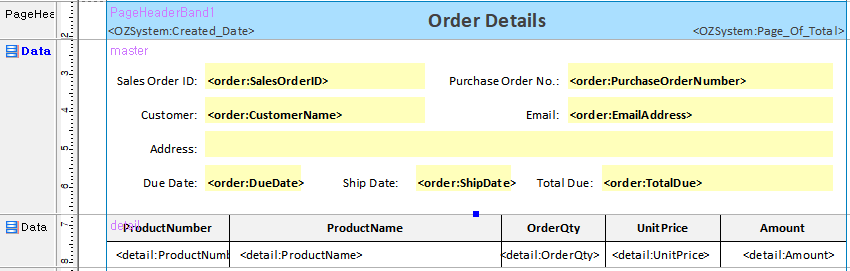 PageHea
PageHeaderBand1
Order Details
<OZSystem:Created_Date>
<OZSystem:Page_Of_Total>
2
Data
master
3
Sales Order ID:
<order:SalesOrderID>
Purchase Order No.:
<order:PurchaseOrderNumber>
4
Customer:
<order:CustomerName>
Email:
<order:EmailAddress>
5
Address:
6
Due Date:
<order:DueDate>
Ship Date:
<order:ShipDate>
Total Due:
<order:TotalDue>
7
Data
detail
ProductNumber
ProductName
OrderQty
UnitPrice
Amount
8
<detail:ProductNumb
<detail:ProductName>
<detail:OrderQty>
<detail:UnitPrice>
<detail:Amount>